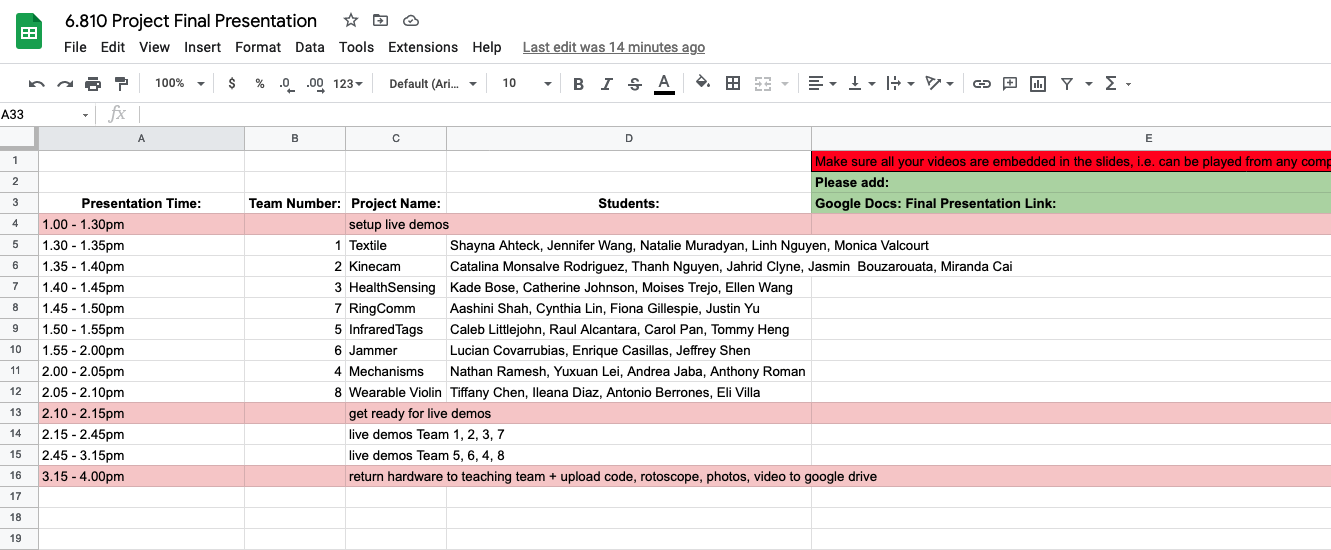 6.810 Project Final Presentation
File Edit View Insert Format Data Tools Extensions Help Last edit was 14 minutes ago
100% $ % .0 .00 123 Default (Ari... 10 B I S A
A33 fx
A B C D E
1 Make sure all your videos are embedded in the slides, i.e. can be played from any comp
2 Please add:
3 Presentation Time: Team Number: Project Name: Students: Google Docs: Final Presentation Link:
4 1.00 - 1.30pm setup live demos
5 1.30 - 1.35pm 1 Textile Shayna Ahteck, Jennifer Wang, Natalie Muradyan, Linh Nguyen, Monica Valcourt
6 1.35 - 1.40pm 2 Kinecam Catalina Monsalve Rodriguez, Thanh Nguyen, Jahrid Clyne, Jasmin Bouzarouata, Miranda Cai
7 1.40 - 1.45pm 3 HealthSensing Kade Bose, Catherine Johnson, Moises Trejo, Ellen Wang
8 1.45 - 1.50pm 7 RingComm Aashini Shah, Cynthia Lin, Fiona Gillespie, Justin Yu
9 1.50 - 1.55pm 5 InfraredTags Caleb Littlejohn, Raul Alcantara, Carol Pan, Tommy Heng
10 1.55 - 2.00pm 6 Jammer Lucian Covarrubias, Enrique Casillas, Jeffrey Shen
11 2.00 - 2.05pm 4 Mechanisms Nathan Ramesh, Yuxuan Lei, Andrea Jaba, Anthony Roman
12 2.05 - 2.10pm 8 Wearable Violin Tiffany Chen, Ileana Diaz, Antonio Berrones, Eli Villa
13 2.10 - 2.15pm get ready for live demos
14 2.15 - 2.45pm live demos Team 1, 2, 3, 7
15 2.45 - 3.15pm live demos Team 5, 6, 4, 8
16 3.15 - 4.00pm return hardware to teaching team + upload code, rotoscope, photos, video to google drive
17
18
19